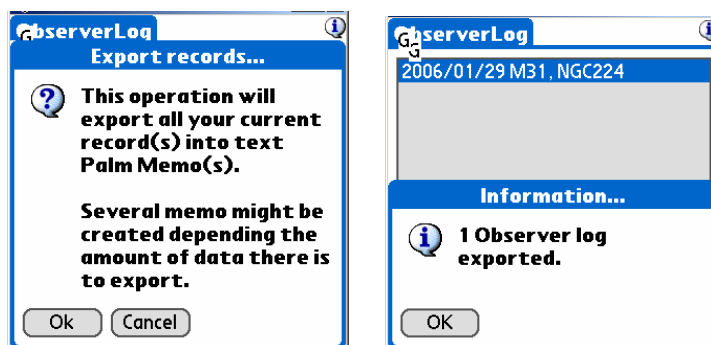 ObserverLog
Export records...
This operation will
export all your current
record(s) into text
Palm Memo(s).
Several memo might be
created depending the
amount of data there is
to export.
Ok Cancel
ObserverLog
2006/01/29 M31, NGC224
Information...
1 Observer log
exported.
OK